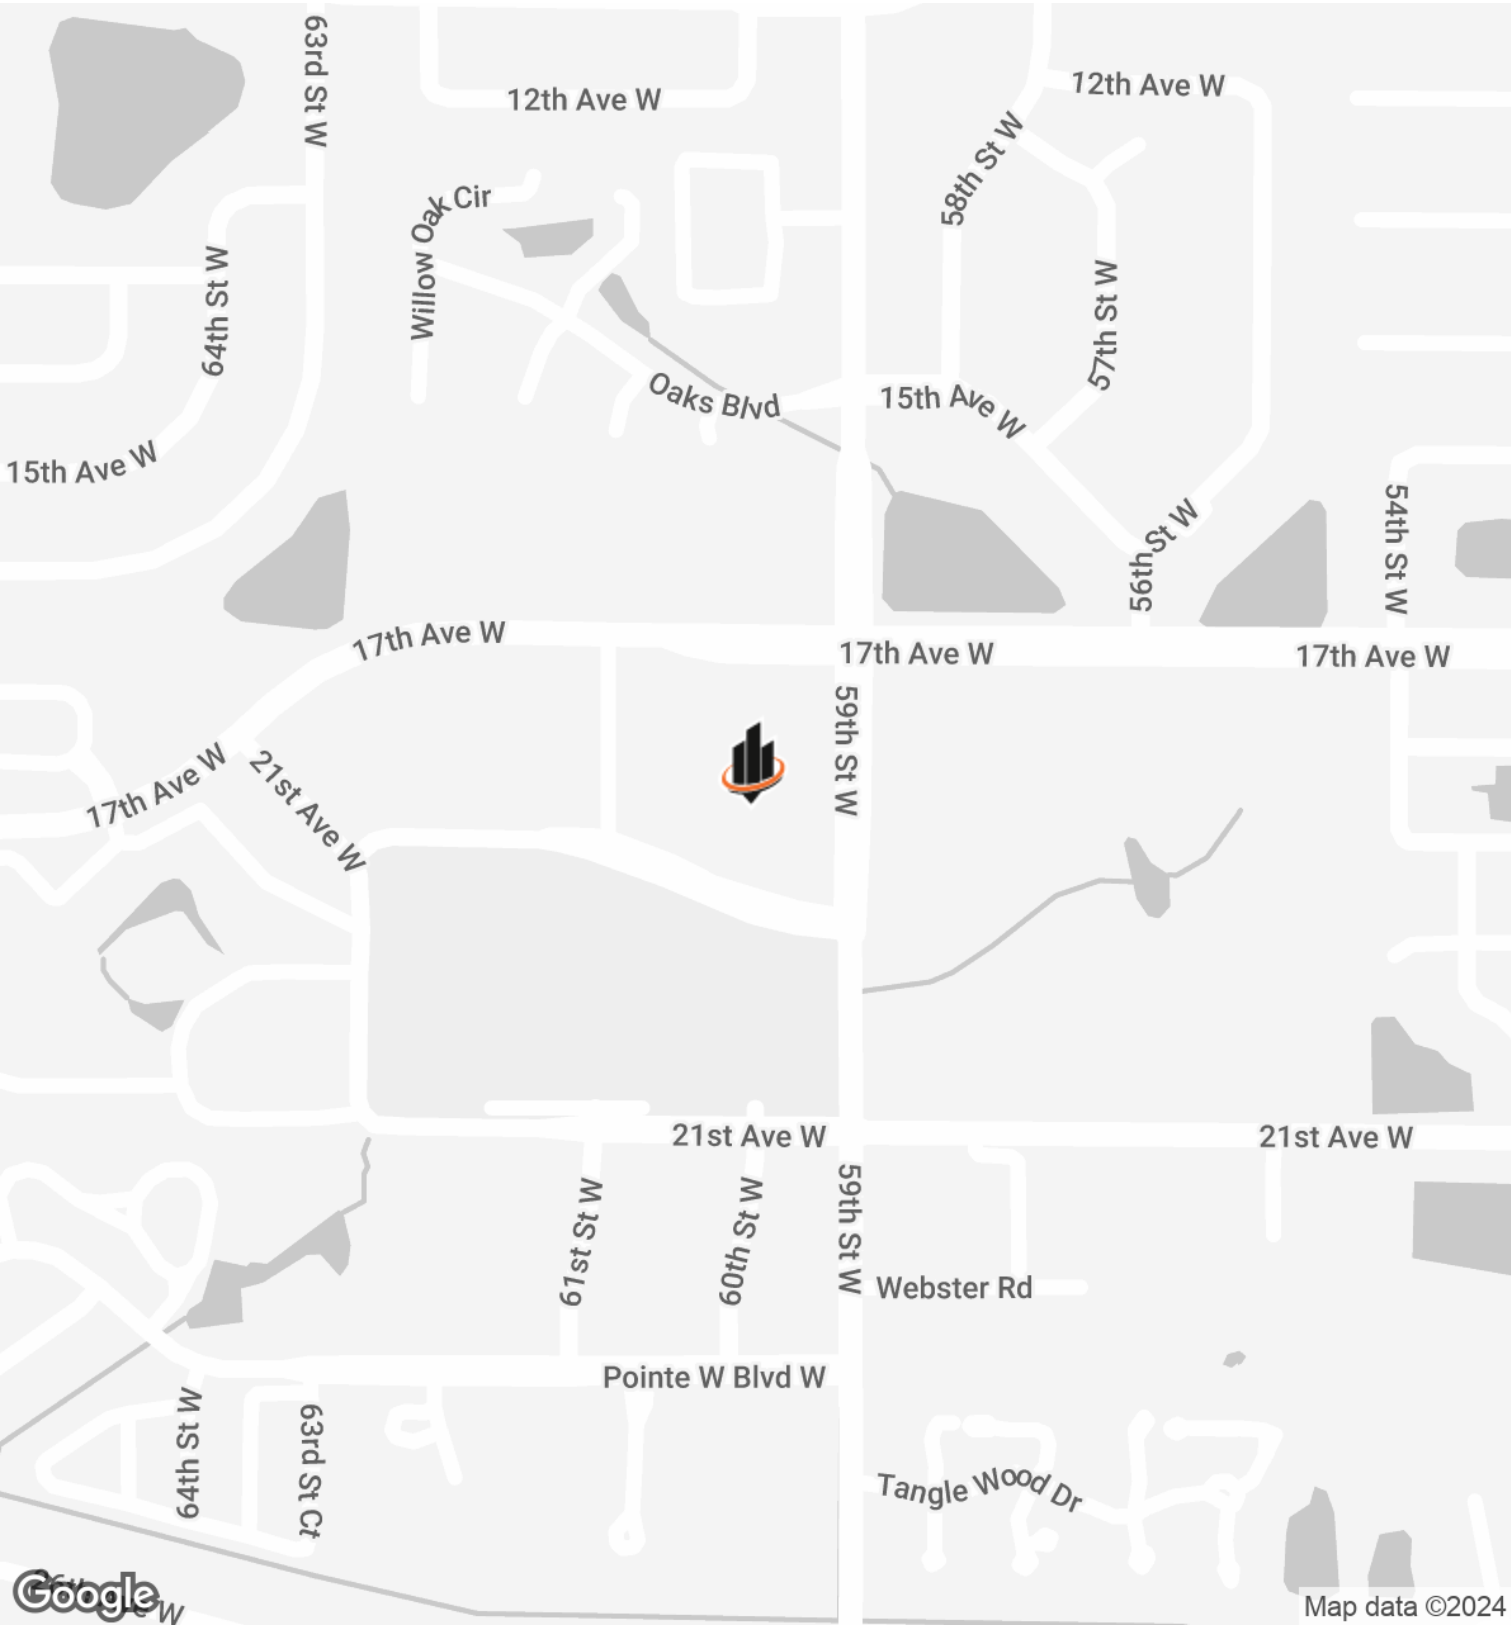 63rd St W
12th Ave W
12th Ave W
58th St W
Willow Oak Cir
64th St W
57th St W
Oaks Blvd
15th Ave W
15th Ave W
54th St W
56th St W
17th Ave W
17th Ave W
17th Ave W
59th St W
17th Ave W
21st Ave W
21st Ave W
21st Ave W
61st St W
60th St W
59th St W
Webster Rd
Pointe W Blvd W
64th St W
63rd St Ct
Tangle Wood Dr
26th Ave W
Google
Map data ©2024